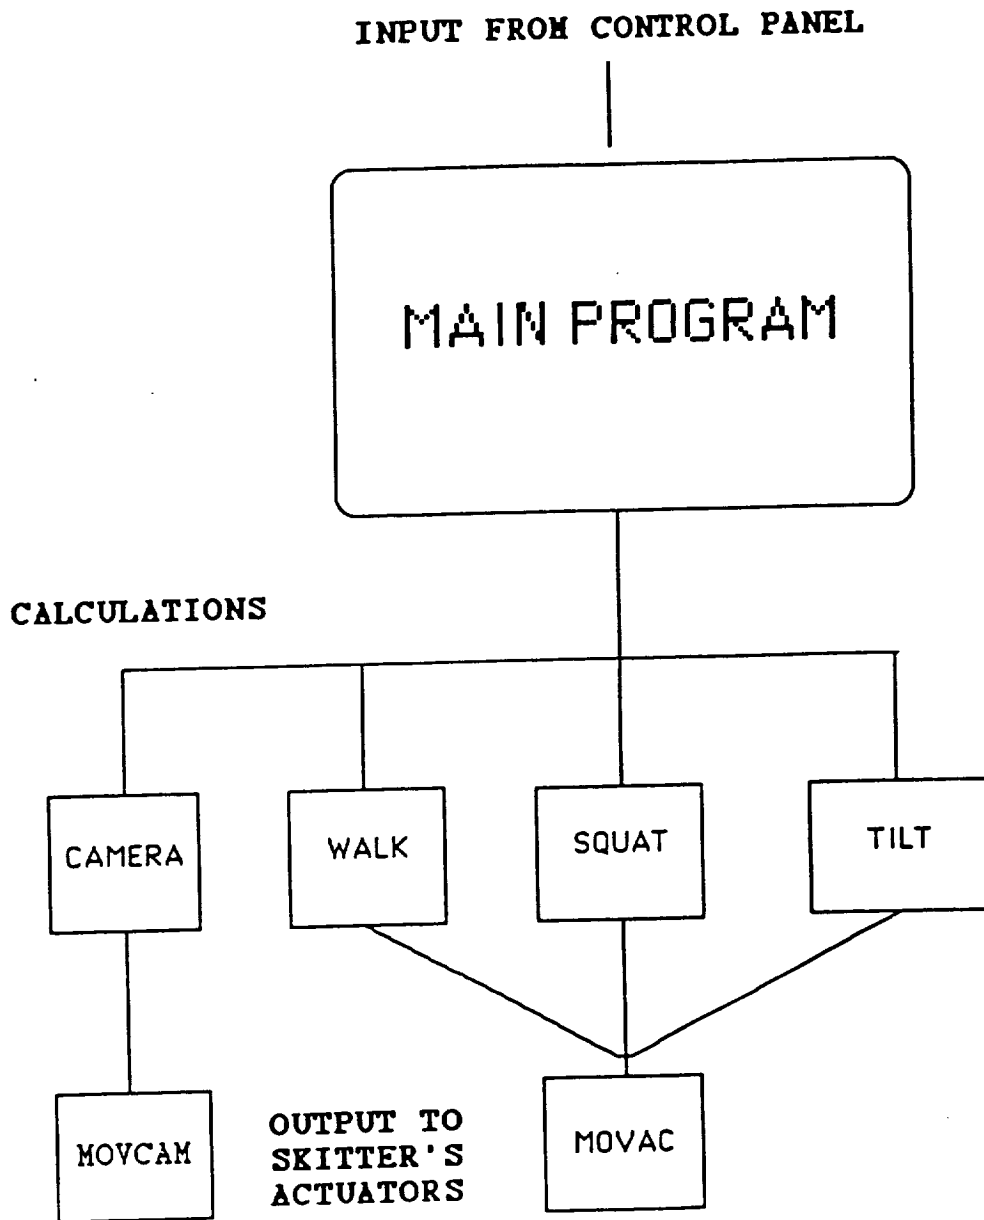 INPUT FROM CONTROL PANEL
MAIN PROGRAM
CALCULATIONS
CAMERA
WALK
SQUAT
TILT
MOVCAM
OUTPUT TO
SKITTER'S
ACTUATORS
MOVAC